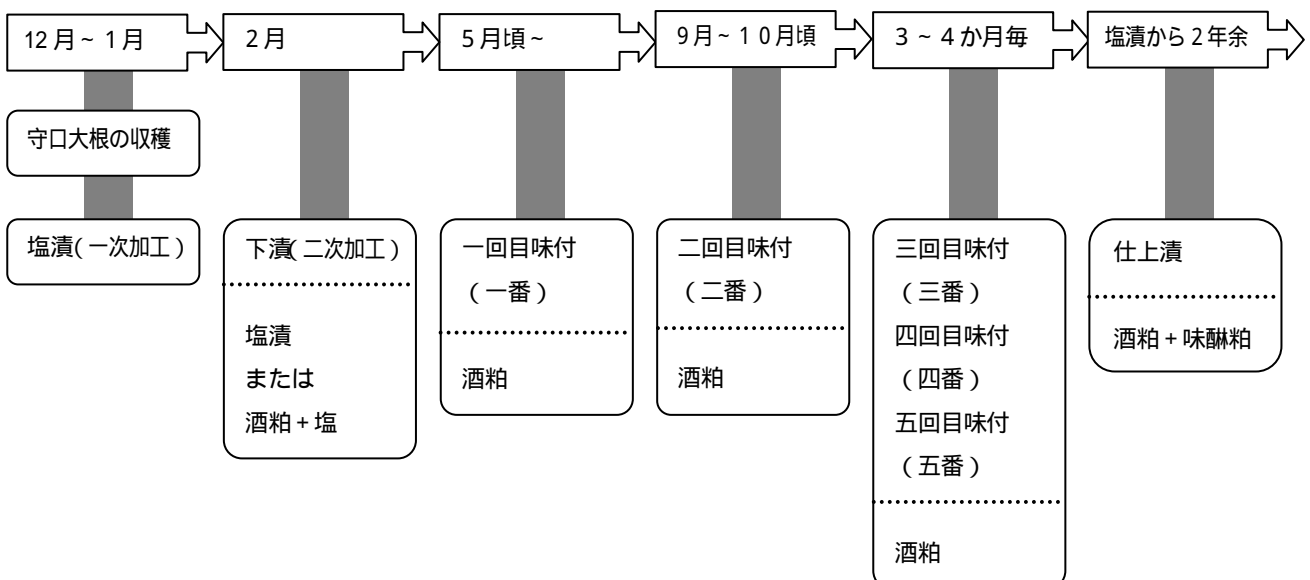 12月~1月
守口大根の収穫
塩漬(一次加工)
2月
下漬(二次加工)
塩漬
または
酒粕+塩
5月頃~
一回目味付
(一番)
酒粕
9月~10月頃
二回目味付
(二番)
酒粕
3~4か月毎
三回目味付
(三番)
四回目味付
(四番)
五回目味付
(五番)
酒粕
塩漬から2年余
仕上漬
酒粕+味醂粕